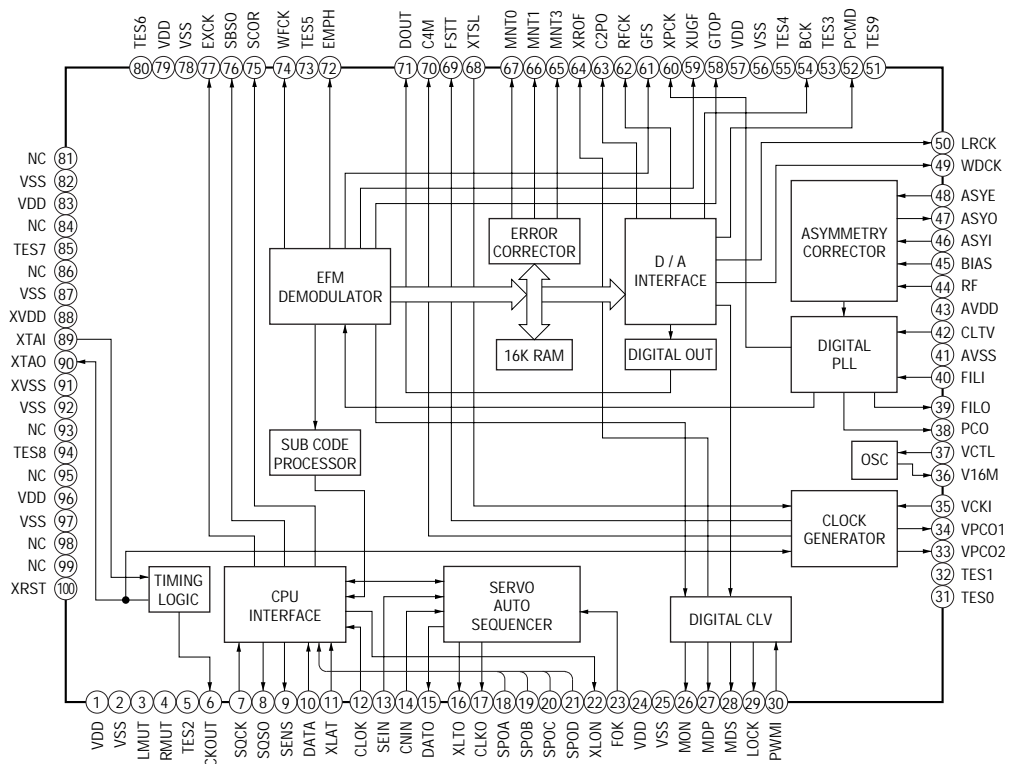 TES6 VDD VSS EXCK SBSO SCOR WFCK TES5 EMPH DOUT C4M FSTT XTSL MNT0 MNT1 MNT3 XROF C2PO RFCK GFS XPCK XUGF GTOP VDD VSS TES4 BCK TES3 PCMD TES9
80 79 78 77 76 75 74 73 72 71 70 69 68 67 66 65 64 63 62 61 60 59 58 57 56 55 54 53 52 51
NC 81
VSS 82
VDD 83
NC 84
TES7 85
NC 86
VSS 87
XVDD 88
XTAI 89
XTAO 90
XVSS 91
VSS 92
NC 93
TES8 94
NC 95
VDD 96
VSS 97
NC 98
NC 99
XRST 100
EFM
DEMODULATOR
ERROR
CORRECTOR
16K RAM
D / A
INTERFACE
DIGITAL OUT
ASYMMETRY
CORRECTOR
DIGITAL
PLL
OSC
SUB CODE
PROCESSOR
CLOCK
GENERATOR
TIMING
LOGIC
CPU
INTERFACE
SERVO
AUTO
SEQUENCER
DIGITAL CLV
50 LRCK
49 WDCK
48 ASYE
47 ASYO
46 ASYI
45 BIAS
44 RF
43 AVDD
42 CLTV
41 AVSS
40 FILI
39 FILO
38 PCO
37 VCTL
36 V16M
35 VCKI
34 VPCO1
33 VPCO2
32 TES1
31 TES0
1 2 3 4 5 6 7 8 9 10 11 12 13 14 15 16 17 18 19 20 21 22 23 24 25 26 27 28 29 30
VDD VSS LMUT RMUT TES2 CKOUT SQCK SQSO SENS DATA XLAT CLOK SEIN CNIN DATO XLTO CLKO SPOA SPOB SPOC SPOD XLON FOK VDD VSS MON MDP MDS LOCK PWMI